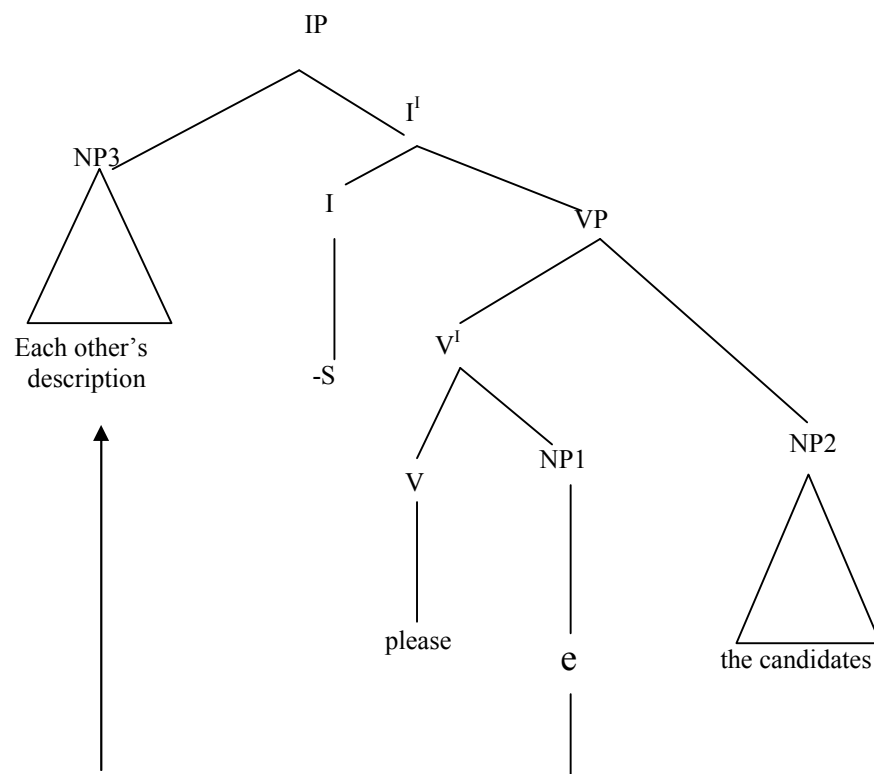 IP
I^I
NP3
I
VP
Each other’s
description
-S
V^I
V
NP1
NP2
please
e
the candidates